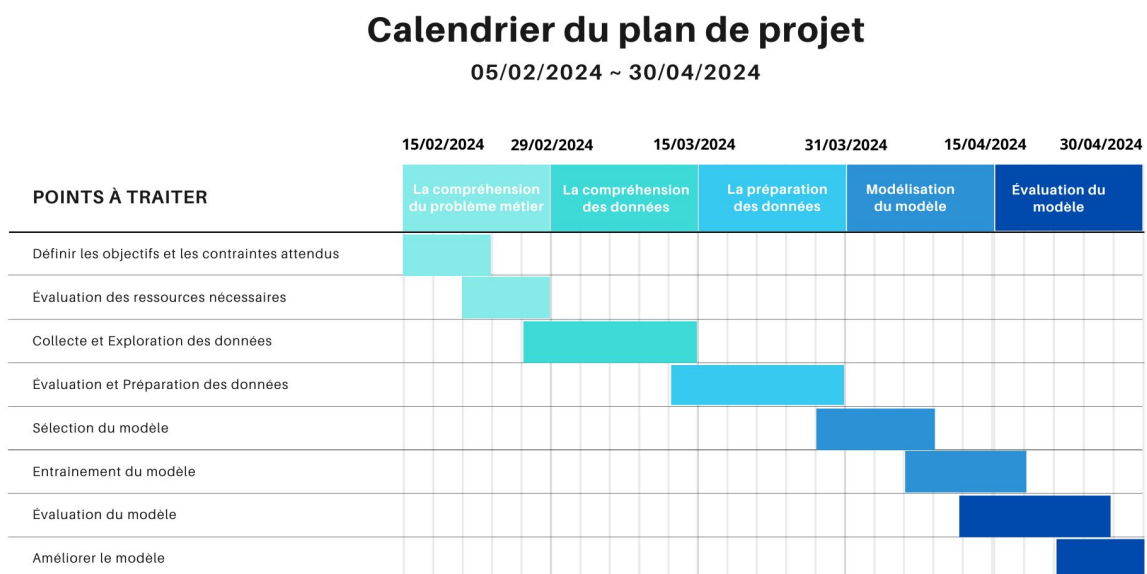 Calendrier du plan de projet
05/02/2024 ~ 30/04/2024
15/02/2024 29/02/2024 15/03/2024 31/03/2024 15/04/2024 30/04/2024
POINTS À TRAITER
La compréhension
du problème métier
La compréhension
des données
La préparation
des données
Modélisation
du modèle
Évaluation du
modèle
Définir les objectifs et les contraintes attendus
Évaluation des ressources nécessaires
Collecte et Exploration des données
Évaluation et Préparation des données
Sélection du modèle
Entrainement du modèle
Évaluation du modèle
Améliorer le modèle